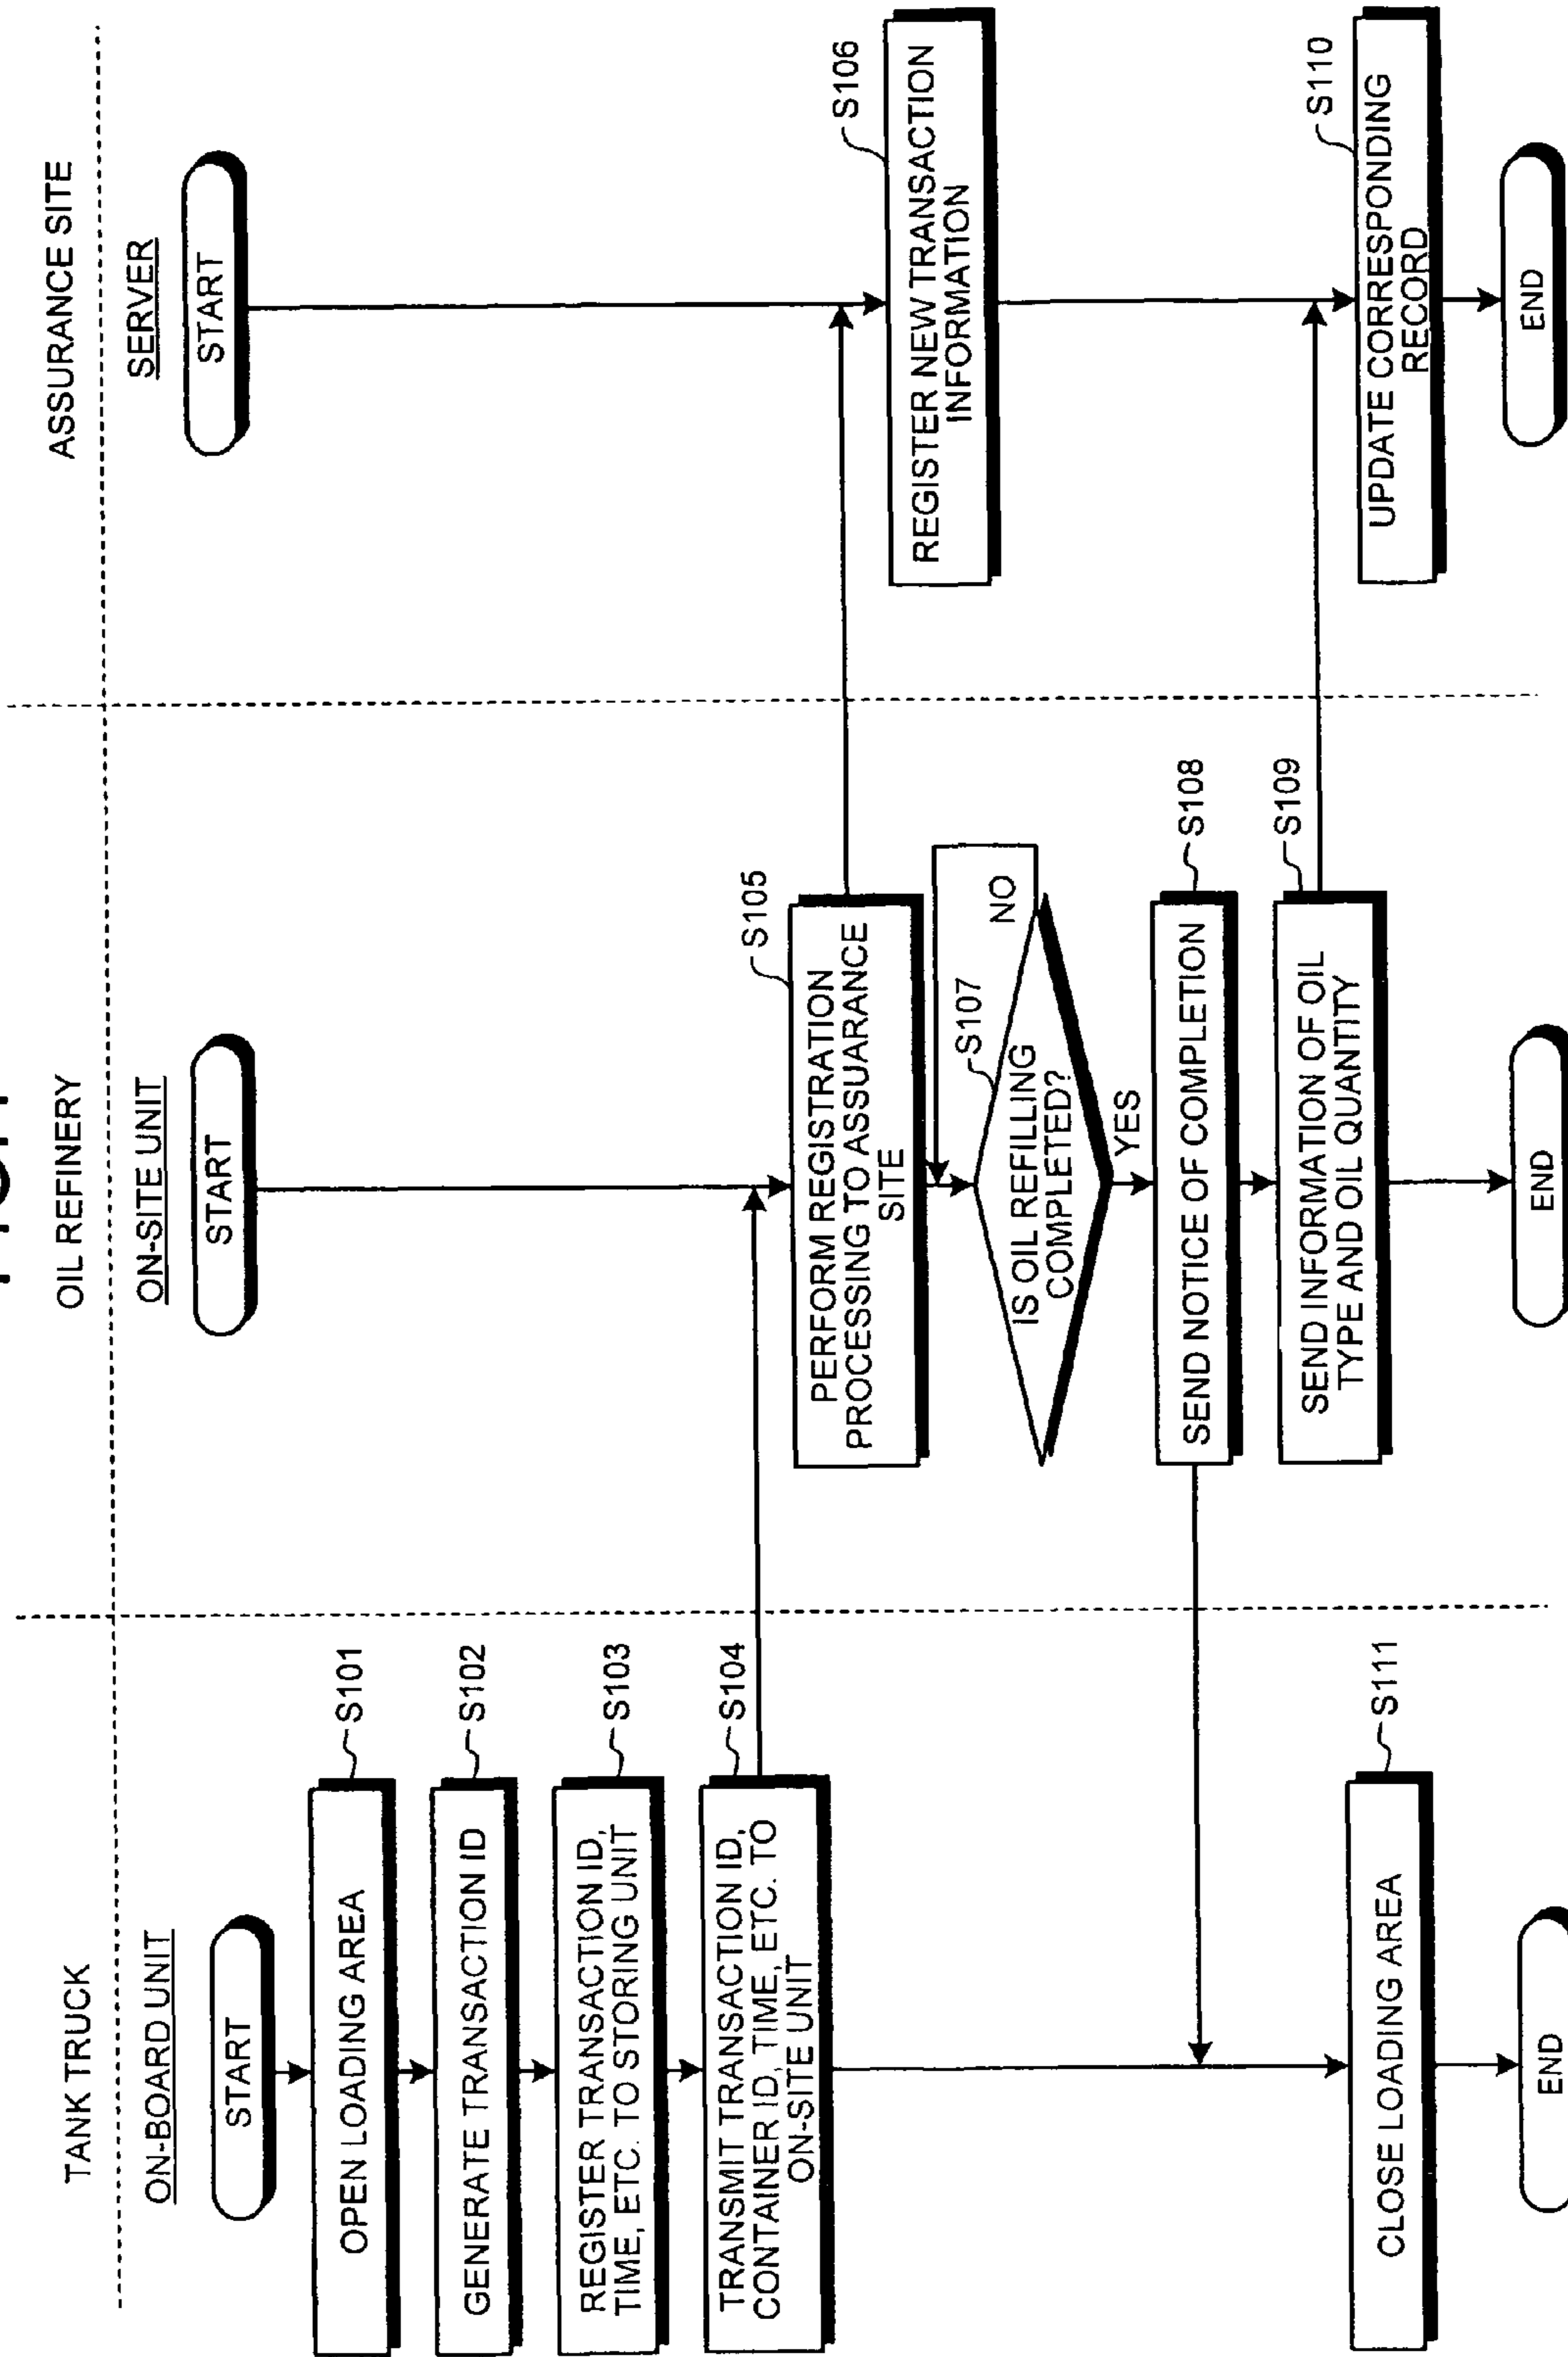 TANK TRUCK
ON-BOARD UNIT
START
OPEN LOADING AREA
S101
GENERATE TRANSACTION ID
S102
REGISTER TRANSACTION ID,
TIME, ETC. TO STORING UNIT
S103
TRANSMIT TRANSACTION ID,
CONTAINER ID, TIME, ETC. TO
ON-SITE UNIT
S104
CLOSE LOADING AREA
S111
END
OIL REFINERY
ON-SITE UNIT
START
PERFORM REGISTRATION
PROCESSING TO ASSUARANCE
SITE
S105
IS OIL REFILLING
COMPLETED?
S107
NO
YES
SEND NOTICE OF COMPLETION
S108
SEND INFORMATION OF OIL
TYPE AND OIL QUANTITY
S109
END
ASSURANCE SITE
SERVER
START
REGISTER NEW TRANSACTION
INFORMATION
S106
UPDATE CORRESPONDING
RECORD
S110
END